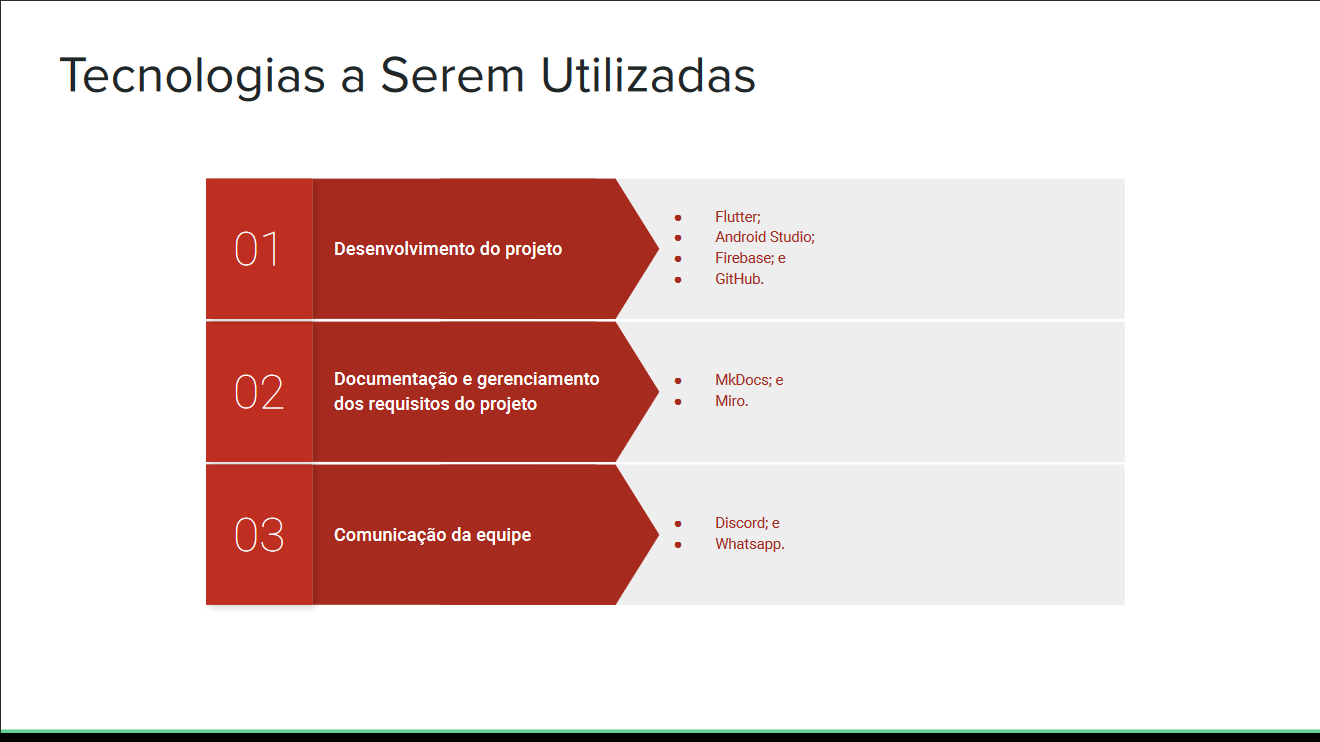 Tecnologias a Serem Utilizadas
01
Desenvolvimento do projeto
● Flutter;
● Android Studio;
● Firebase; e
● GitHub.
02
Documentação e gerenciamento
dos requisitos do projeto
● MkDocs; e
● Miro.
03
Comunicação da equipe
● Discord; e
● Whatsapp.